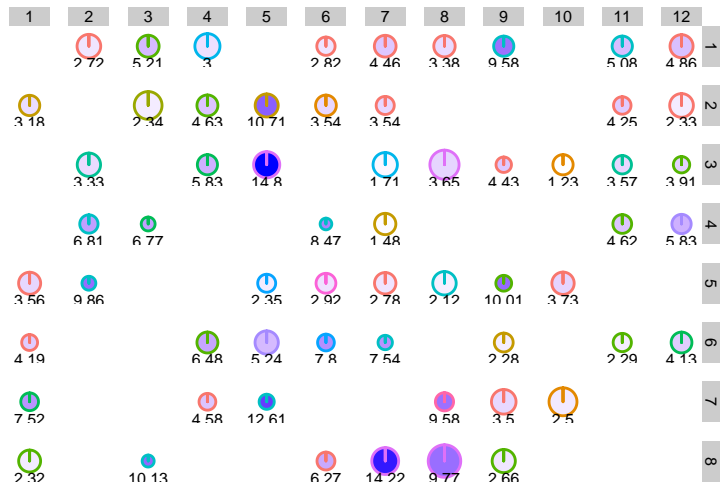 1 2 3 4 5 6 7 8 9 10 11 12
2.72 5.21 3 2.82 4.46 3.38 9.58 5.08 4.86 1
3.18 2.34 4.63 10.71 3.54 3.54 4.25 2.33 2
3.33 5.83 14.8 1.71 3.65 4.43 1.23 3.57 3.91 3
6.81 6.77 8.47 1.48 4.62 5.83 4
3.56 9.86 2.35 2.92 2.78 2.12 10.01 3.73 5
4.19 6.48 5.24 7.8 7.54 2.28 2.29 4.13 6
7.52 4.58 12.61 9.58 3.5 2.5 7
2.32 10.13 6.27 14.22 9.77 2.66 8